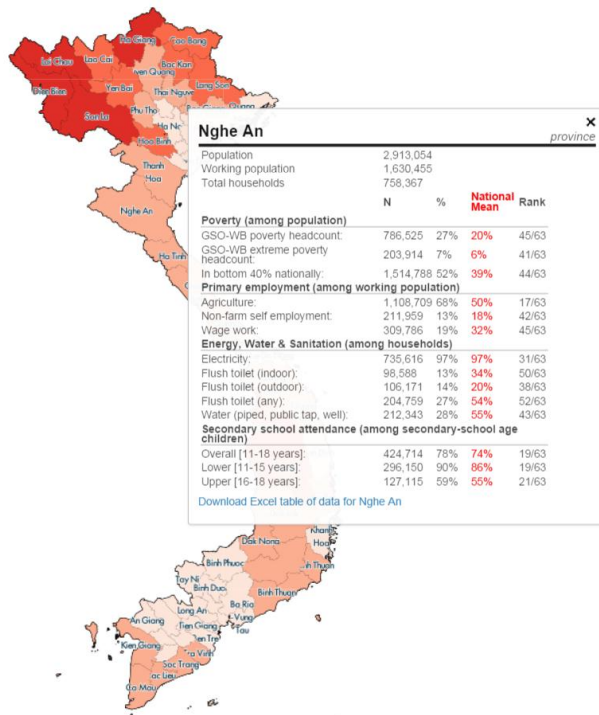 Ha Giang
Cao Bang
Lai Chau
Lao Cai
Bac Kan
yen Quang
Dien Bien
Yen Bai
Thai Nguye
Lang Son
Phu Tho
Quang
Son La
Ha No
Hoa Binh
Thanh
Hoa
Nghe An
Ha Tinh
Nghe An
×
province
Population 2,913,054
Working population 1,630,455
Total households 758,367
N % National Mean Rank
Poverty (among population)
GSO-WB poverty headcount: 786,525 27% 20% 45/63
GSO-WB extreme poverty
headcount: 203,914 7% 6% 41/63
In bottom 40% nationally: 1,514,788 52% 39% 44/63
Primary employment (among working population)
Agriculture: 1,108,709 68% 50% 17/63
Non-farm self employment: 211,959 13% 18% 42/63
Wage work: 309,786 19% 32% 45/63
Energy, Water & Sanitation (among households)
Electricity: 735,616 97% 97% 31/63
Flush toilet (indoor): 98,588 13% 34% 50/63
Flush toilet (outdoor): 106,171 14% 20% 38/63
Flush toilet (any): 204,759 27% 54% 52/63
Water (piped, public tap, well): 212,343 28% 55% 43/63
Secondary school attendance (among secondary-school age
children)
Overall [11-18 years]: 424,714 78% 74% 19/63
Lower [11-15 years]: 296,150 90% 86% 19/63
Upper [16-18 years]: 127,115 59% 55% 21/63
Download Excel table of data for Nghe An
Khanh
Hoa
Dak Nong
Binh Phuoc
nh Thuan
Tay Ni
Binh Duo
Binh Thuan
Long An
Ba Ria
- Vung
Tau
An Giang
Tien Giang
Ben Tre
Kien Giang
Tra Vinh
Soc Trang
ac Lieu
Ca Mau